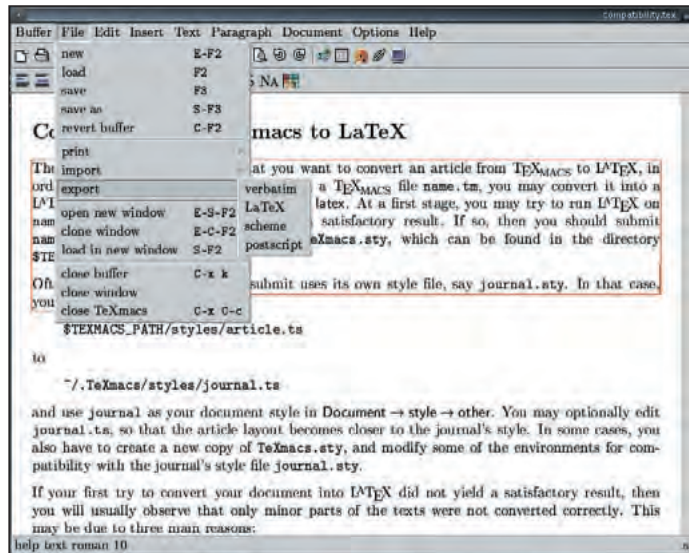 compatibility.tex
Buffer File Edit Insert Text Paragraph Document Options Help
new E-F2
load F2
save F3
save as S-F3
revert buffer C-F2
print
import
export
open new window E-S-F2
clone window E-C-F2
load in new window S-F2
close buffer C-x k
close window
close TeXmacs C-x C-c
verbatim
LaTeX
scheme
postscript
NA
macs to LaTeX
at you want to convert an article from TEXMACS to LATEX, in
a TEXMACS file name.tm, you may convert it into a
latex. At a first stage, you may try to run LATEX on
satisfactory result. If so, then you should submit
eXmacs.sty, which can be found in the directory
submit uses its own style file, say journal.sty. In that case,
you
$TEXMACS_PATH/styles/article.ts
to
~/.TeXmacs/styles/journal.ts
and use journal as your document style in Document → style → other. You may optionally edit
journal.ts, so that the article layout becomes closer to the journal's style. In some cases, you
also have to create a new copy of TeXmacs.sty, and modify some of the environments for com-
patibility with the journal's style file journal.sty.
If your first try to convert your document into LATEX did not yield a satisfactory result, then
you will usually observe that only minor parts of the texts were not converted correctly. This
may be due to three main reasons:
help text roman 10